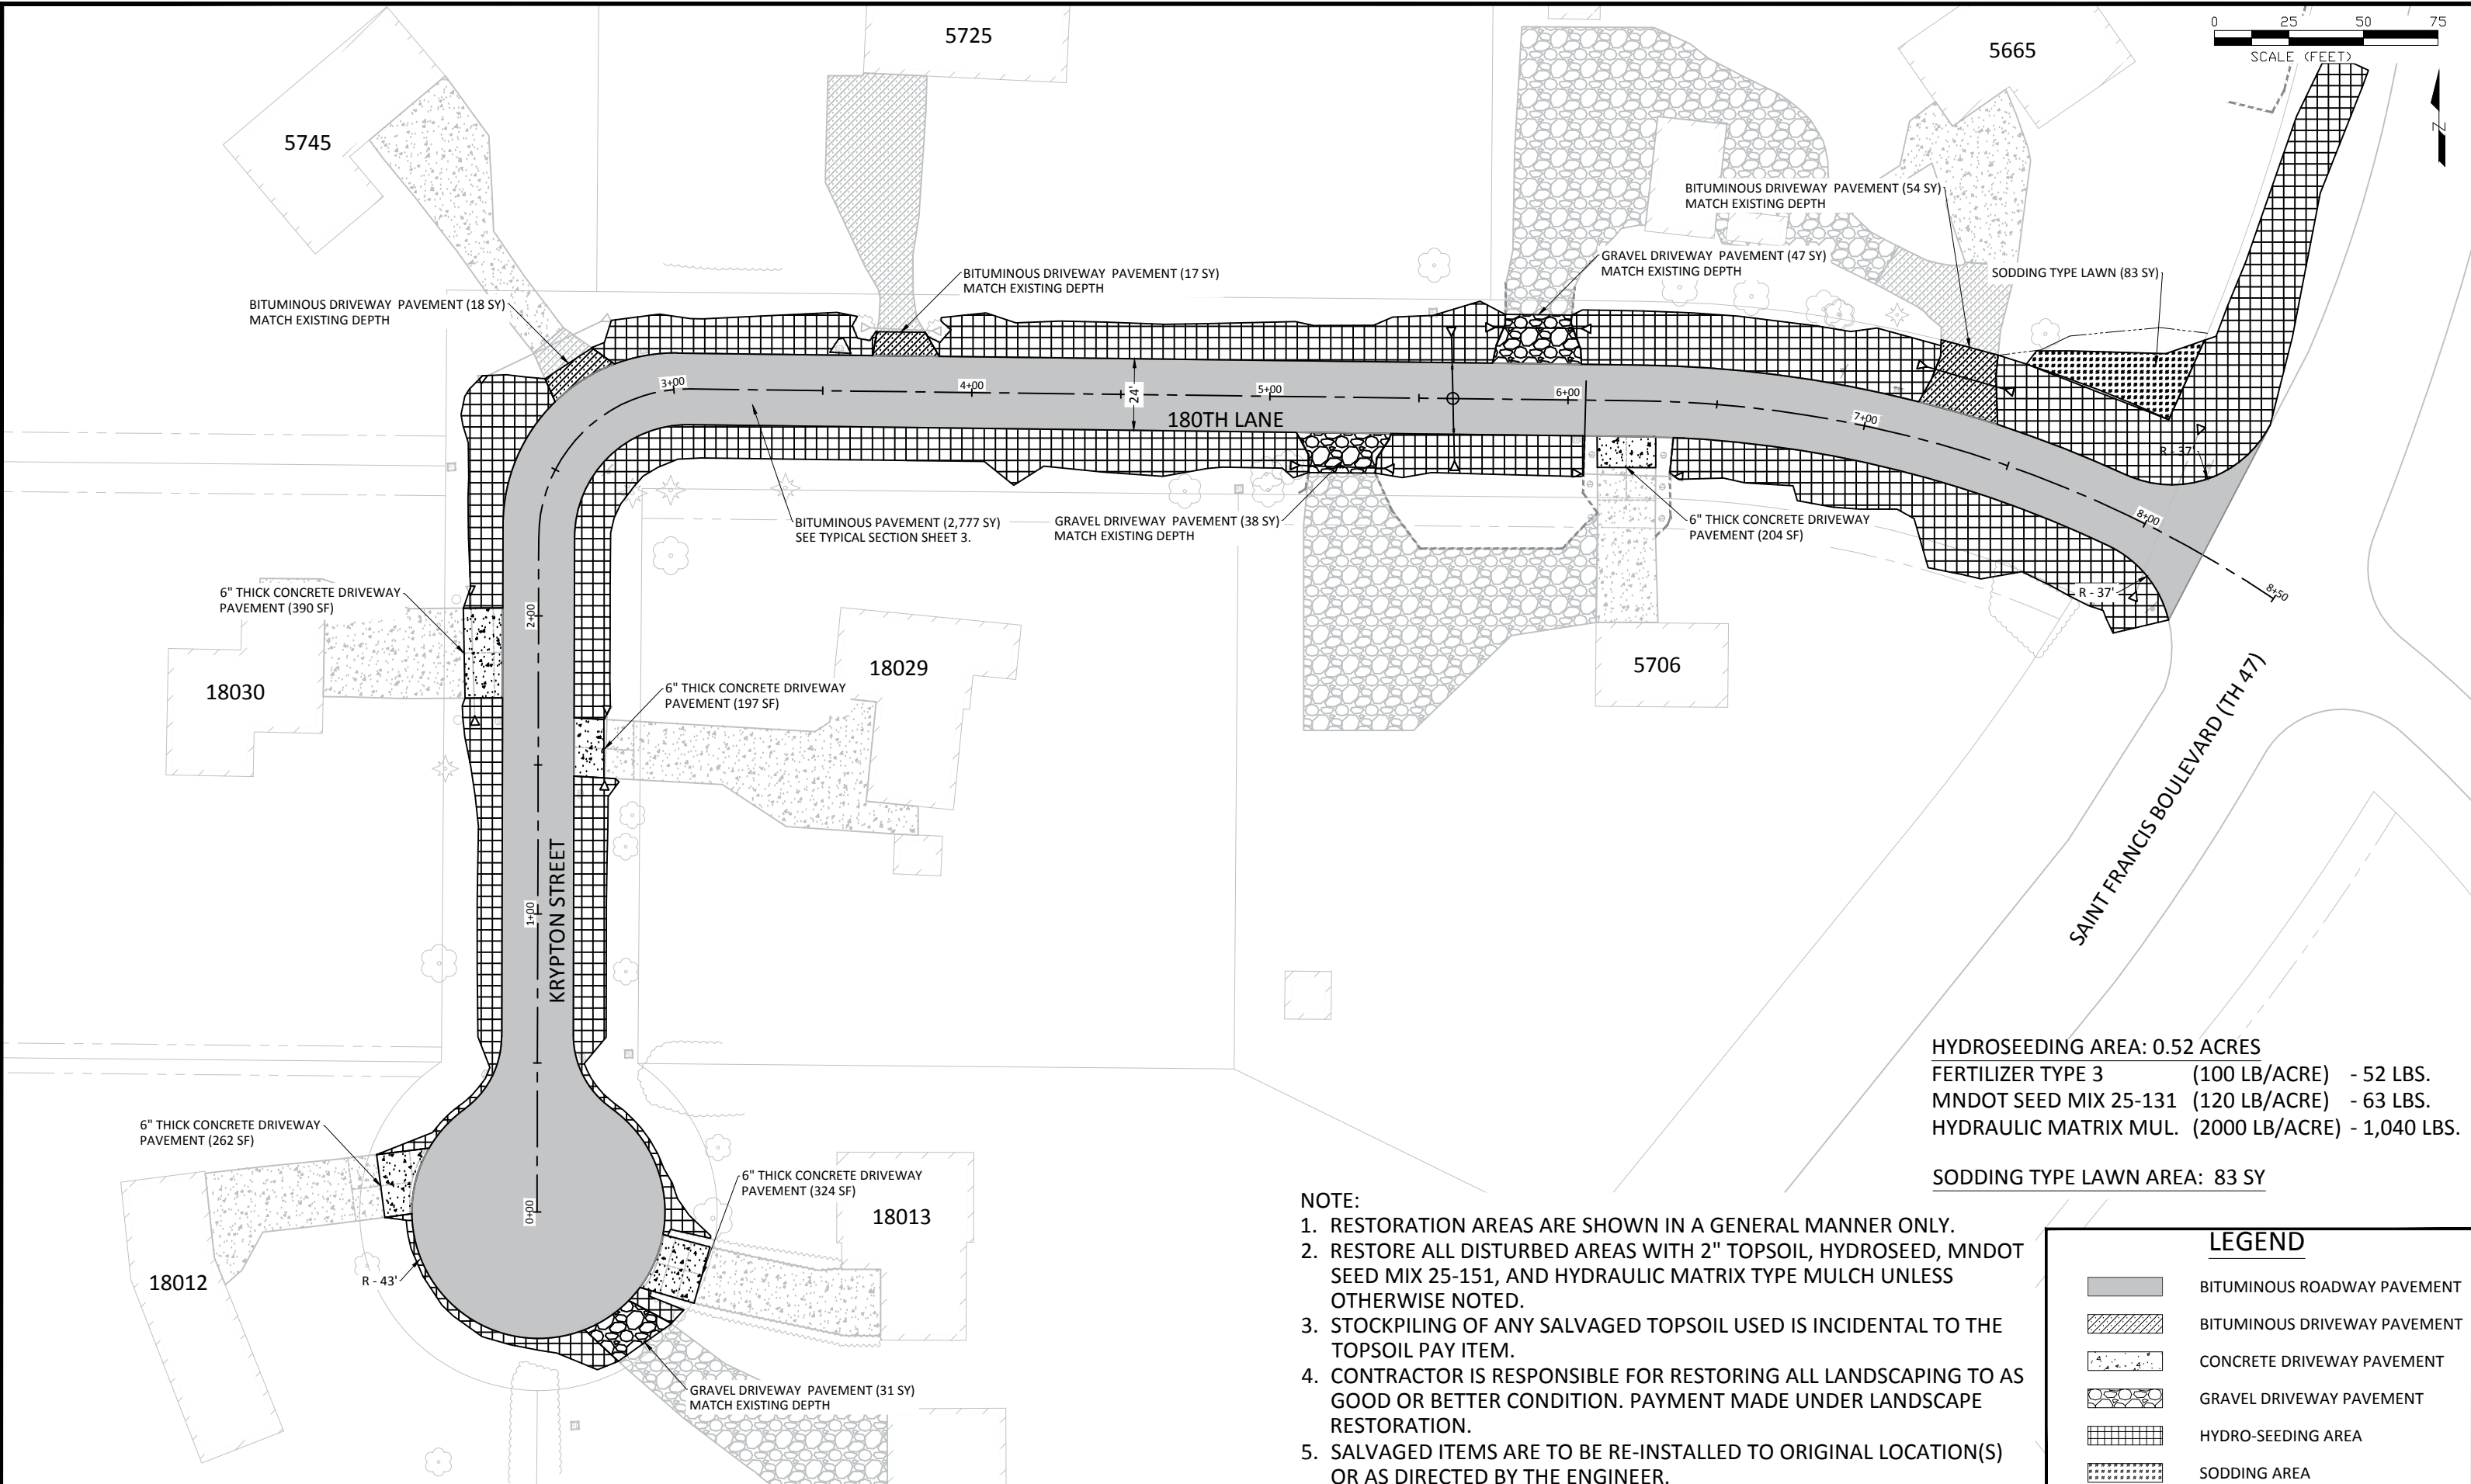 5725
5665
5745
0 25 50 75
SCALE (FEET)
N
BITUMINOUS DRIVEWAY PAVEMENT (54 SY)
MATCH EXISTING DEPTH
GRAVEL DRIVEWAY PAVEMENT (47 SY)
MATCH EXISTING DEPTH
SODDING TYPE LAWN (83 SY)
BITUMINOUS DRIVEWAY PAVEMENT (17 SY)
MATCH EXISTING DEPTH
BITUMINOUS DRIVEWAY PAVEMENT (18 SY)
MATCH EXISTING DEPTH
3+00
4+00
24'
5+00
6+00
7+00
8+00
8+50
180TH LANE
R - 37'
R - 37'
BITUMINOUS PAVEMENT (2,777 SY)
SEE TYPICAL SECTION SHEET 3.
GRAVEL DRIVEWAY PAVEMENT (38 SY)
MATCH EXISTING DEPTH
6" THICK CONCRETE DRIVEWAY
PAVEMENT (204 SF)
6" THICK CONCRETE DRIVEWAY
PAVEMENT (390 SF)
2+00
18030
18029
5706
6" THICK CONCRETE DRIVEWAY
PAVEMENT (197 SF)
SAINT FRANCIS BOULEVARD (TH 47)
KRYPTON STREET
1+00
6" THICK CONCRETE DRIVEWAY
PAVEMENT (262 SF)
0+00
6" THICK CONCRETE DRIVEWAY
PAVEMENT (324 SF)
18013
18012
R - 43'
GRAVEL DRIVEWAY PAVEMENT (31 SY)
MATCH EXISTING DEPTH
HYDROSEEDING AREA: 0.52 ACRES
FERTILIZER TYPE 3 (100 LB/ACRE) - 52 LBS.
MNDOT SEED MIX 25-131 (120 LB/ACRE) - 63 LBS.
HYDRAULIC MATRIX MUL. (2000 LB/ACRE) - 1,040 LBS.
SODDING TYPE LAWN AREA: 83 SY
NOTE:
1. RESTORATION AREAS ARE SHOWN IN A GENERAL MANNER ONLY.
2. RESTORE ALL DISTURBED AREAS WITH 2" TOPSOIL, HYDROSEED, MNDOT
SEED MIX 25-151, AND HYDRAULIC MATRIX TYPE MULCH UNLESS
OTHERWISE NOTED.
3. STOCKPILING OF ANY SALVAGED TOPSOIL USED IS INCIDENTAL TO THE
TOPSOIL PAY ITEM.
4. CONTRACTOR IS RESPONSIBLE FOR RESTORING ALL LANDSCAPING TO AS
GOOD OR BETTER CONDITION. PAYMENT MADE UNDER LANDSCAPE
RESTORATION.
5. SALVAGED ITEMS ARE TO BE RE-INSTALLED TO ORIGINAL LOCATION(S)
OR AS DIRECTED BY THE ENGINEER.
LEGEND
BITUMINOUS ROADWAY PAVEMENT
BITUMINOUS DRIVEWAY PAVEMENT
CONCRETE DRIVEWAY PAVEMENT
GRAVEL DRIVEWAY PAVEMENT
HYDRO-SEEDING AREA
SODDING AREA